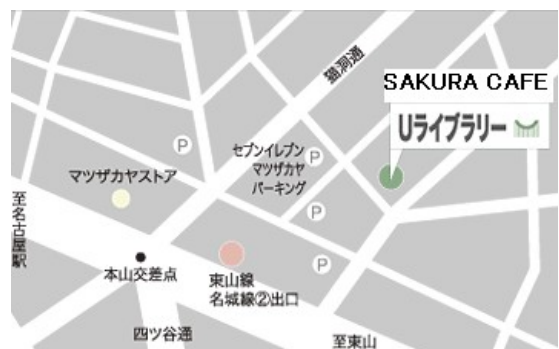 猫洞通
SAKURA CAFE
Uライブラリー
P
セブンイレブン
マツザカヤ
パーキング
P
マツザカヤストア
P
至名古屋駅
本山交差点
東山線
名城線②出口
P
四ツ谷通
至東山